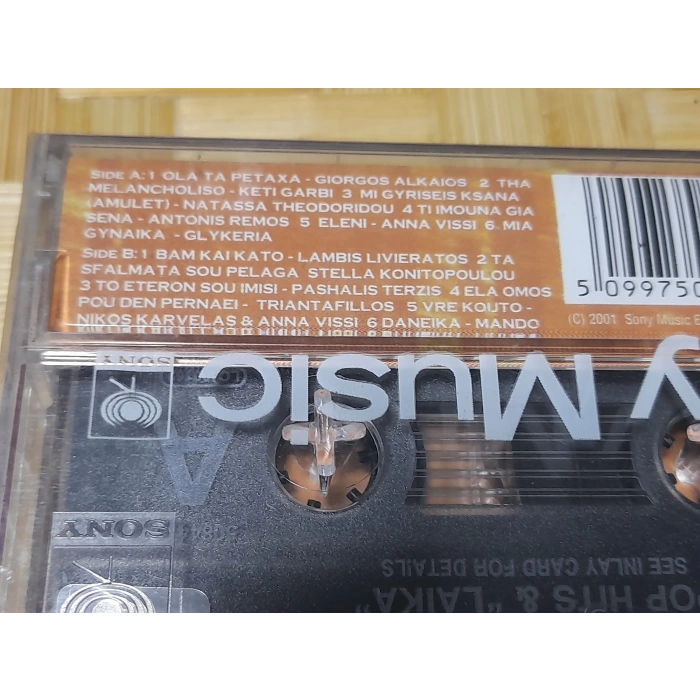 SIDE A: 1 OLA TA PETAXA - GIORGOS ALKAIOS 2 THA
MELANCHOLISO - KETI GARBI 3 MI GYRISEIS KSANA
(AMULET) - NATASSA THEODORIDOU 4 TI IMOUNA GIA
SENA - ANTONIS REMOS 5 ELENI - ANNA VISSI 6 MIA
GYNAIKA - GLYKERIA
SIDE B: 1 BAM KAI KATO - LAMBIS LIVIERATOS 2 TA
SFALMATA SOU PELAGA STELLA KONITOPOULOU
3 TO ETERON SOU IMISI - PASHALIS TERZIS 4 ELA OMOS
POU DEN PERNAEI - TRIANTAFILLOS 5 VRE KOUTO -
NIKOS KARVELAS & ANNA VISSI 6 DANEIKA - MANDO
5 099750
(C) 2001 Sony Music E
SONY
y Music
A
SONY
SEE INLAY CARD FOR DETAILS
POP HITS & "LAIKA"